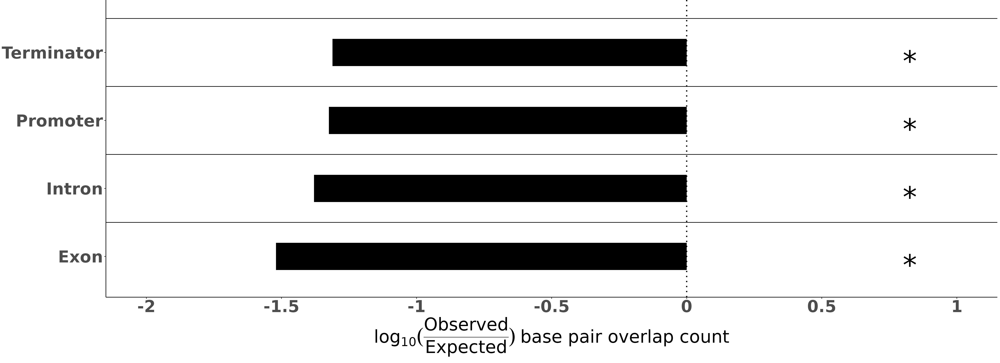 Terminator
*
Promoter
*
Intron
*
Exon
*
-2 -1.5 -1 -0.5 0 0.5 1
log10(Observed/Expected) base pair overlap count